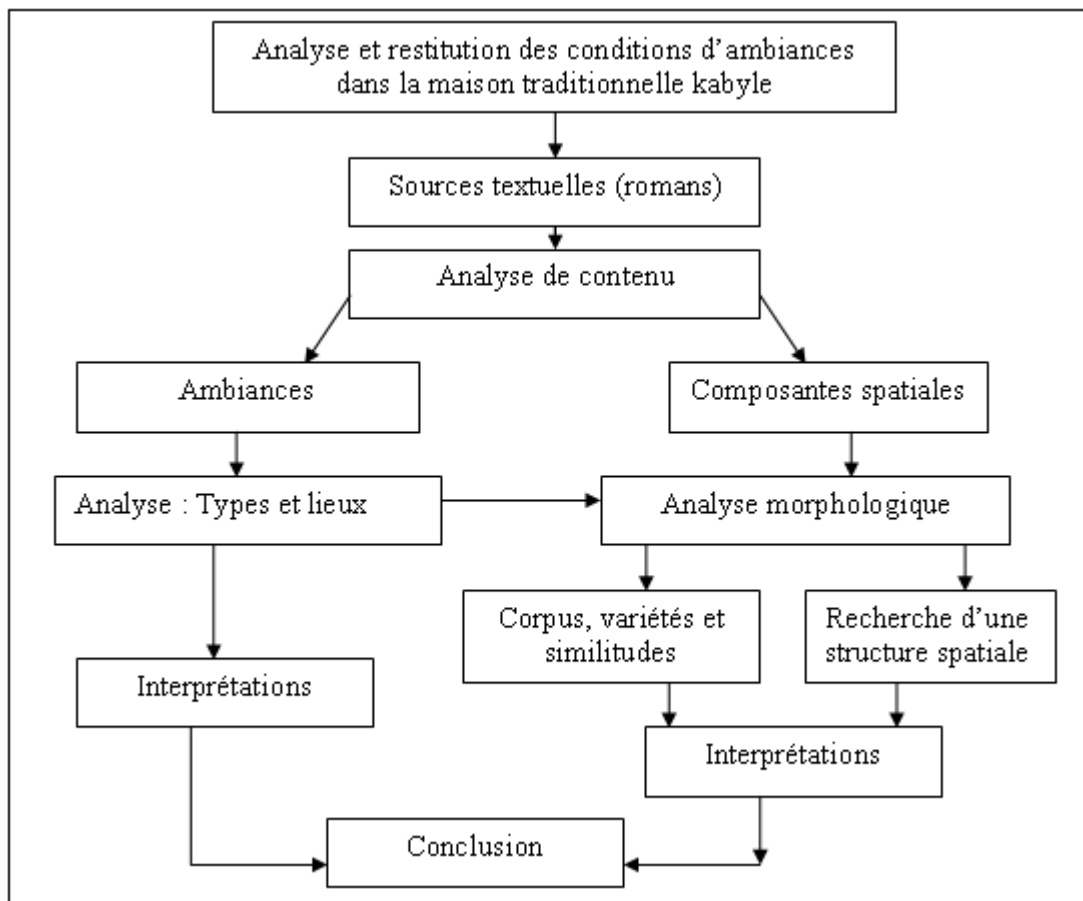 Analyse et restitution des conditions d’ambiances
dans la maison traditionnelle kabyle
Sources textuelles (romans)
Analyse de contenu
Ambiances
Composantes spatiales
Analyse : Types et lieux
Analyse morphologique
Corpus, variétés et
similitudes
Recherche d’une
structure spatiale
Interprétations
Interprétations
Conclusion